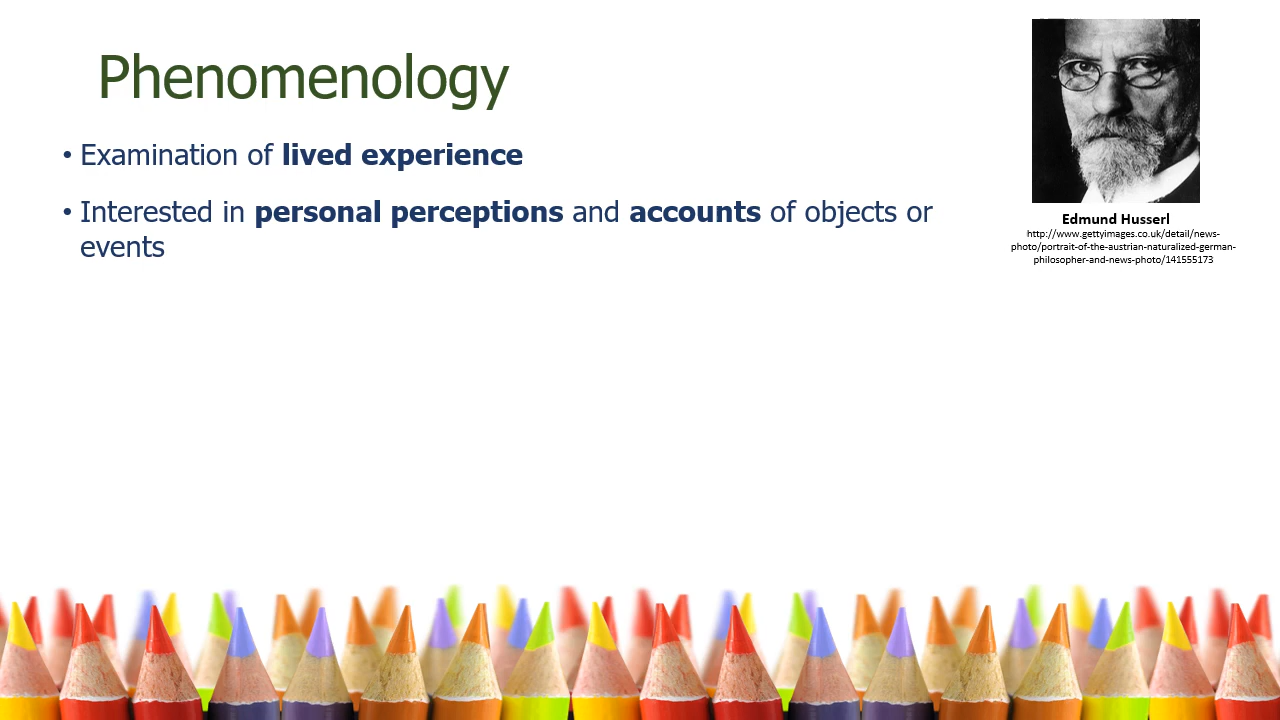 Phenomenology
• Examination of lived experience
• Interested in personal perceptions and accounts of objects or
events
Edmund Husserl
http://www.gettyimages.co.uk/detail/news-
photo/portrait-of-the-austrian-naturalized-german-
philosopher-and-news-photo/141555173